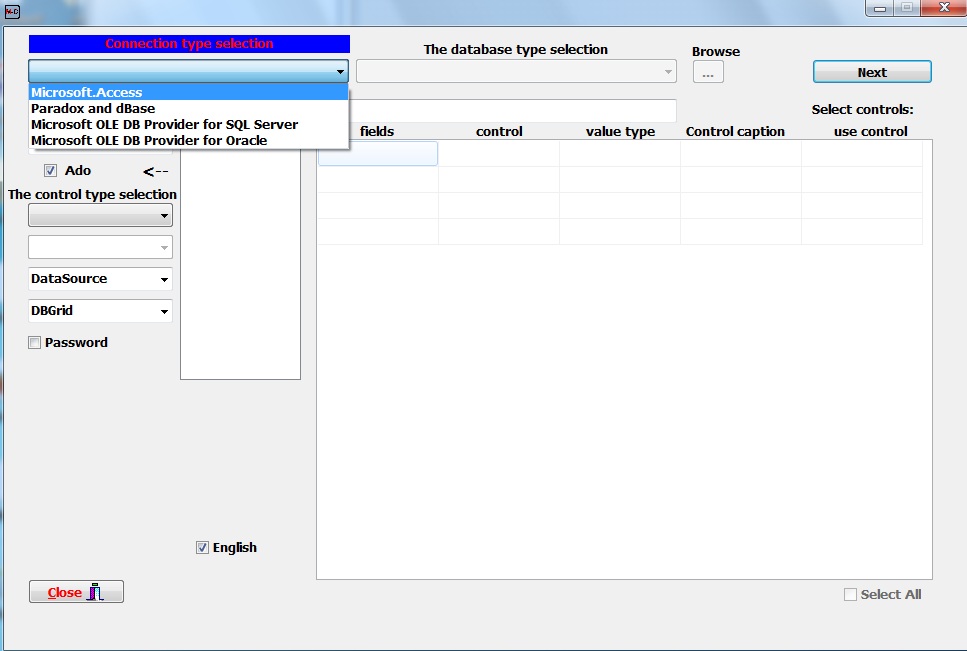 Connection type selection
The database type selection
Browse
...
Next
Microsoft.Access
Paradox and dBase
Microsoft OLE DB Provider for SQL Server
Microsoft OLE DB Provider for Oracle
Select controls:
fields control value type Control caption use control
Ado <--
The control type selection
DataSource
DBGrid
Password
English
Close
Select All